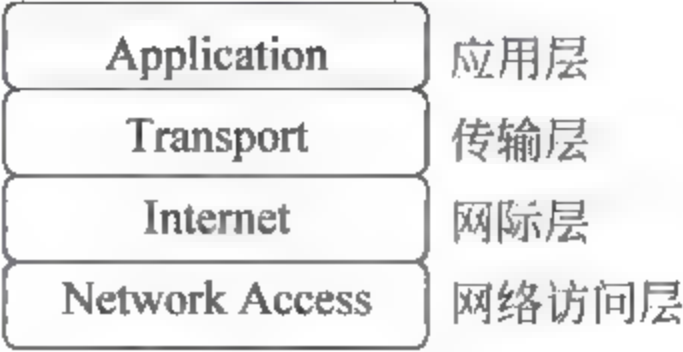 Application 应用层
Transport 传输层
Internet 网际层
Network Access 网络访问层